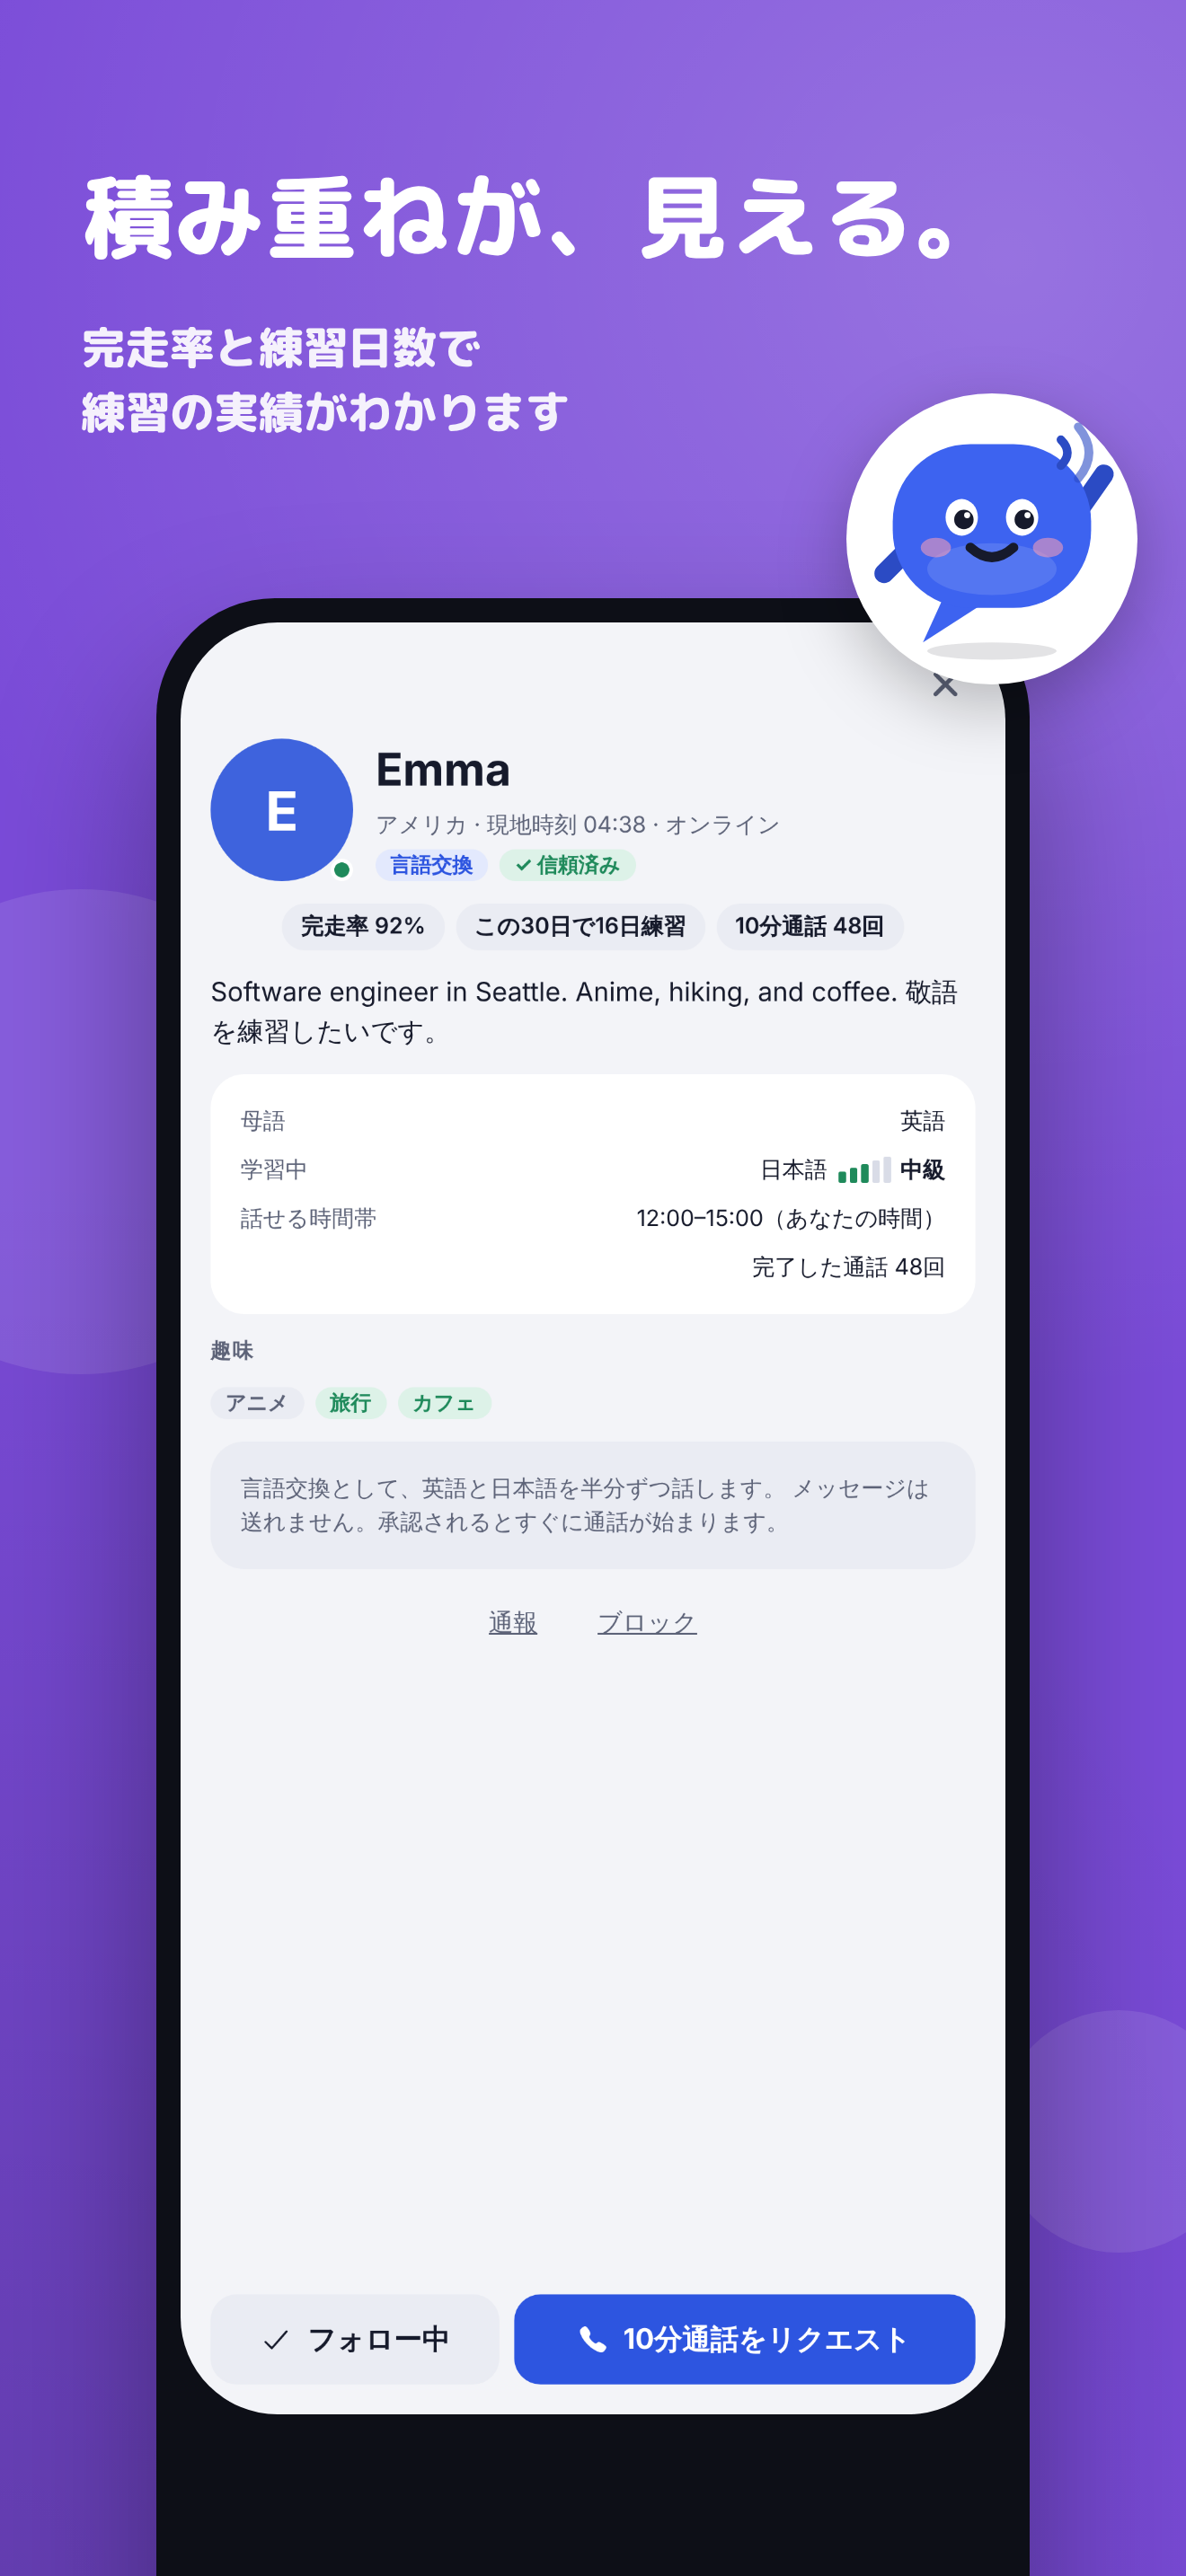 積み重ねが、見える。
完走率と練習日数で
練習の実績がわかります
E
Emma
アメリカ · 現地時刻 04:38 · オンライン
言語交換 ✓ 信頼済み
完走率 92% この30日で16日練習 10分通話 48回
Software engineer in Seattle. Anime, hiking, and coffee. 敬語
を練習したいです。
母語 英語
学習中 日本語 中級
話せる時間帯 12:00–15:00（あなたの時間）
完了した通話 48回
趣味
アニメ 旅行 カフェ
言語交換として、英語と日本語を半分ずつ話します。 メッセージは
送れません。承認されるとすぐに通話が始まります。
通報 ブロック
✓ フォロー中 10分通話をリクエスト